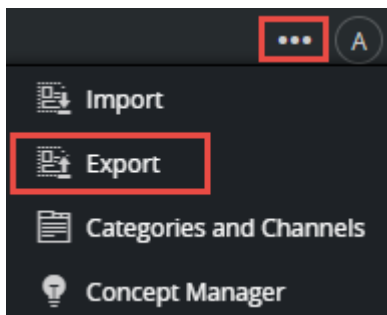 ••• A
Import
Export
Categories and Channels
Concept Manager